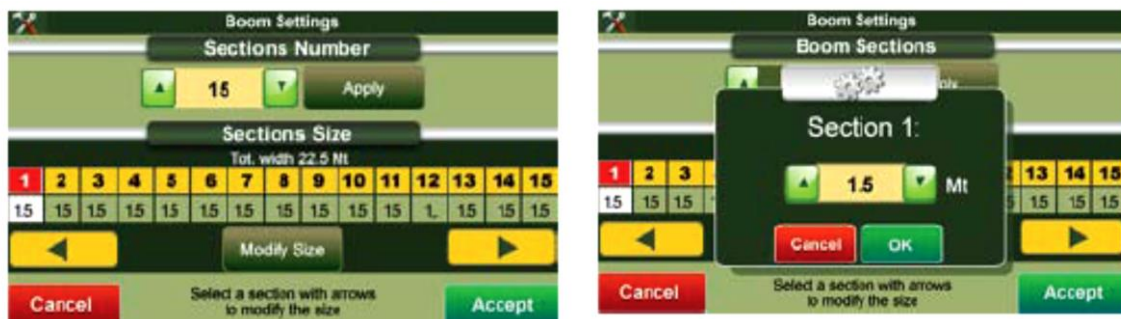 Boom Settings
Sections Number
15
Apply
Sections Size
Tot. width 22.5 Mt
1 2 3 4 5 6 7 8 9 10 11 12 13 14 15
1.5 1.5 1.5 1.5 1.5 1.5 1.5 1.5 1.5 1.5 1.5 1. 1.5 1.5 1.5
Modify Size
Cancel
Select a section with arrows
to modify the size
Accept
Boom Settings
Boom Sections
Section 1:
1.5 Mt
Cancel OK
1 2 3 13 14 15
1.5 1.5 1.5 1.5 1.5 1.5
Cancel
Select a section with arrows
to modify the size
Accept